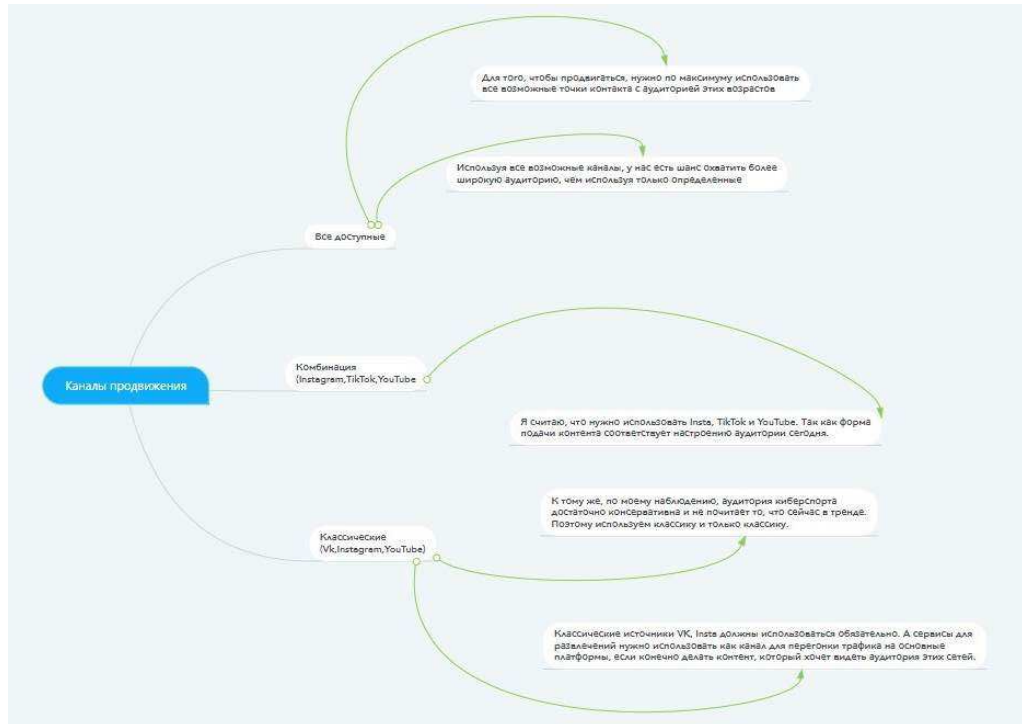 Для того, чтобы продвигаться, нужно по максимуму использовать
все возможные точки контакта с аудиторией этих возрастов
Используя все возможные каналы, у нас есть шанс охватить более
широкую аудиторию, чем используя только определённые
Все доступные
Комбинация
(Instagram,TikTok,YouTube
Каналы продвижения
Я считаю, что нужно использовать Insta, TikTok и YouTube. Так как форма
подачи контента соответствует настроению аудитории сегодня.
К тому же, по моему наблюдению, аудитория киберспорта
достаточно консервативна и не почитает то, что сейчас в тренде.
Поэтому используем классику и только классику.
Классические
(Vk,Instagram,YouTube)
Классические источники VK, Insta должны использоваться обязательно. А сервисы для
развлечений нужно использовать как канал для перегонки трафика на основные
платформы, если конечно делать контент, который хочет видеть аудитория этих сетей.